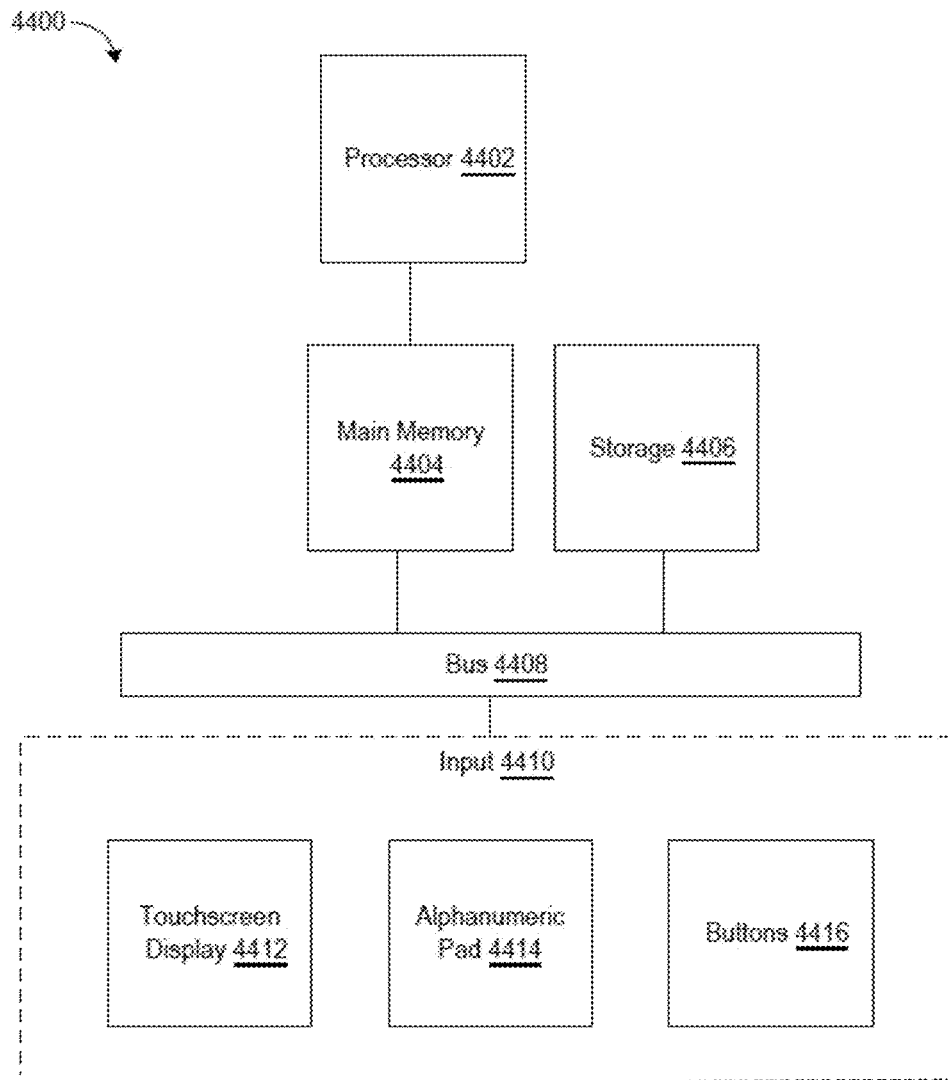 4400
Processor 4402
Main Memory
4404
Storage 4406
Bus 4408
Input 4410
Touchscreen
Display 4412
Alphanumeric
Pad 4414
Buttons 4416